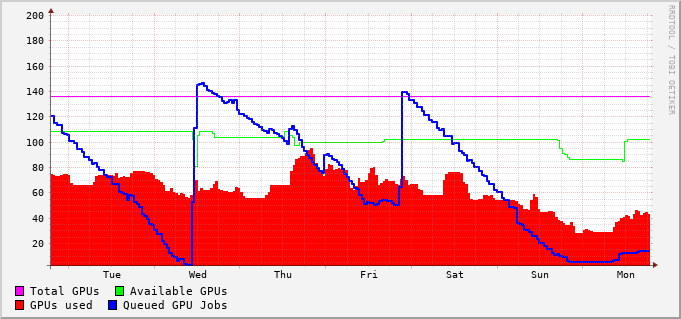 200
180
160
140
120
100
80
60
40
20
Tue Wed Thu Fri Sat Sun Mon
Total GPUs Available GPUs
GPUs used Queued GPU Jobs
RRDTOOL / TOBI OETIKER